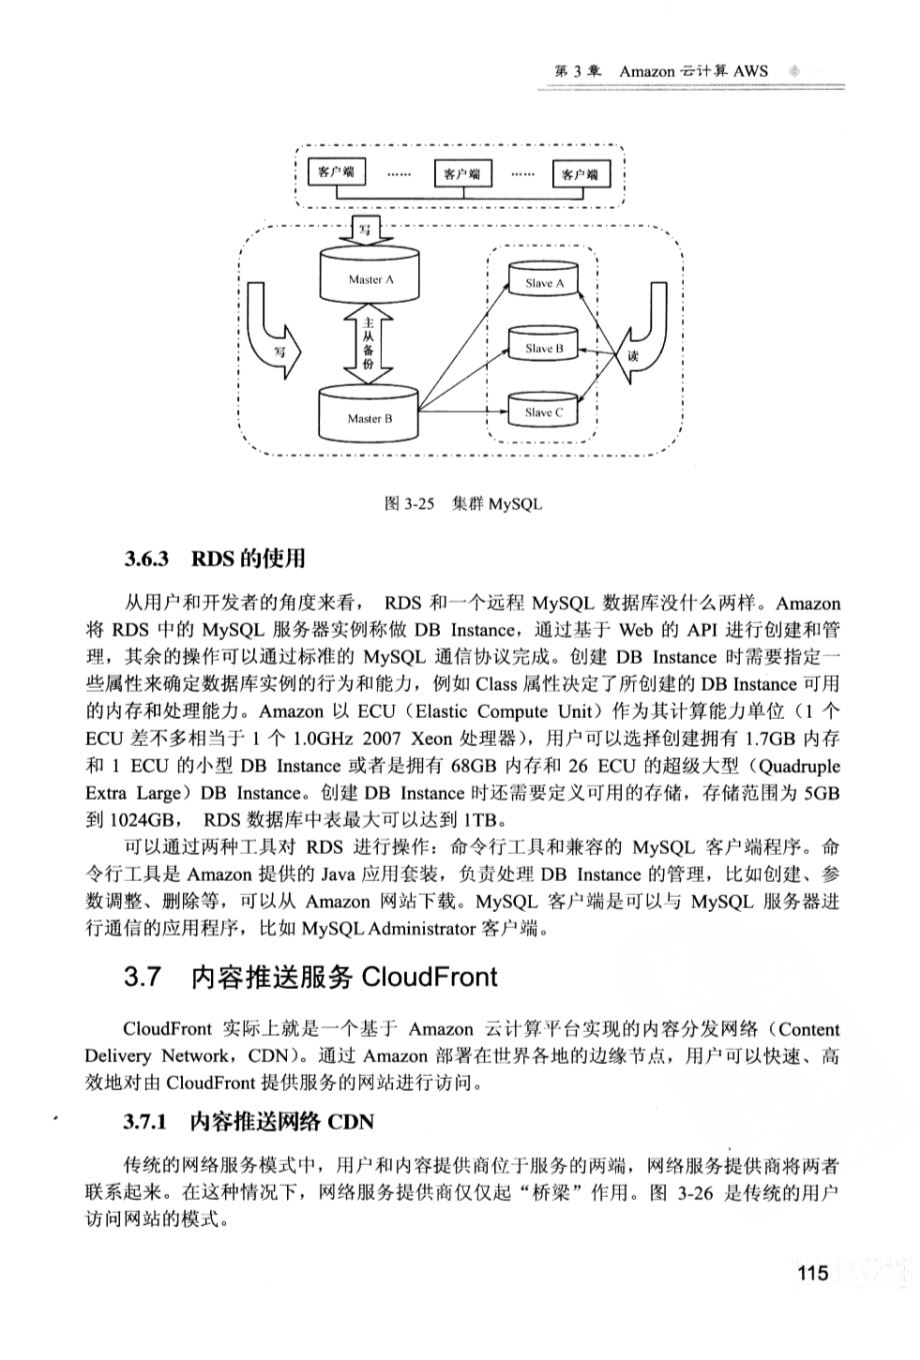 第 3 章 Amazon 云计算 AWS
客户端 …… 客户端 …… 客户端
写
Master A
Slave A
主从备份
写
Slave B
读
Master B
Slave C
图 3-25 集群 MySQL
3.6.3 RDS 的使用
从用户和开发者的角度来看， RDS 和一个远程 MySQL 数据库没什么两样。Amazon
将 RDS 中的 MySQL 服务器实例称做 DB Instance，通过基于 Web 的 API 进行创建和管
理，其余的操作可以通过标准的 MySQL 通信协议完成。创建 DB Instance 时需要指定一
些属性来确定数据库实例的行为和能力，例如 Class 属性决定了所创建的 DB Instance 可用
的内存和处理能力。Amazon 以 ECU（Elastic Compute Unit）作为其计算能力单位（1 个
ECU 差不多相当于 1 个 1.0GHz 2007 Xeon 处理器），用户可以选择创建拥有 1.7GB 内存
和 1 ECU 的小型 DB Instance 或者是拥有 68GB 内存和 26 ECU 的超级大型（Quadruple
Extra Large）DB Instance。创建 DB Instance 时还需要定义可用的存储，存储范围为 5GB
到 1024GB， RDS 数据库中表最大可以达到 1TB。
可以通过两种工具对 RDS 进行操作：命令行工具和兼容的 MySQL 客户端程序。命
令行工具是 Amazon 提供的 Java 应用套装，负责处理 DB Instance 的管理，比如创建、参
数调整、删除等，可以从 Amazon 网站下载。MySQL 客户端是可以与 MySQL 服务器进
行通信的应用程序，比如 MySQL Administrator 客户端。
3.7 内容推送服务 CloudFront
CloudFront 实际上就是一个基于 Amazon 云计算平台实现的内容分发网络（Content
Delivery Network，CDN）。通过 Amazon 部署在世界各地的边缘节点，用户可以快速、高
效地对由 CloudFront 提供服务的网站进行访问。
3.7.1 内容推送网络 CDN
传统的网络服务模式中，用户和内容提供商位于服务的两端，网络服务提供商将两者
联系起来。在这种情况下，网络服务提供商仅仅起“桥梁”作用。图 3-26 是传统的用户
访问网站的模式。
115